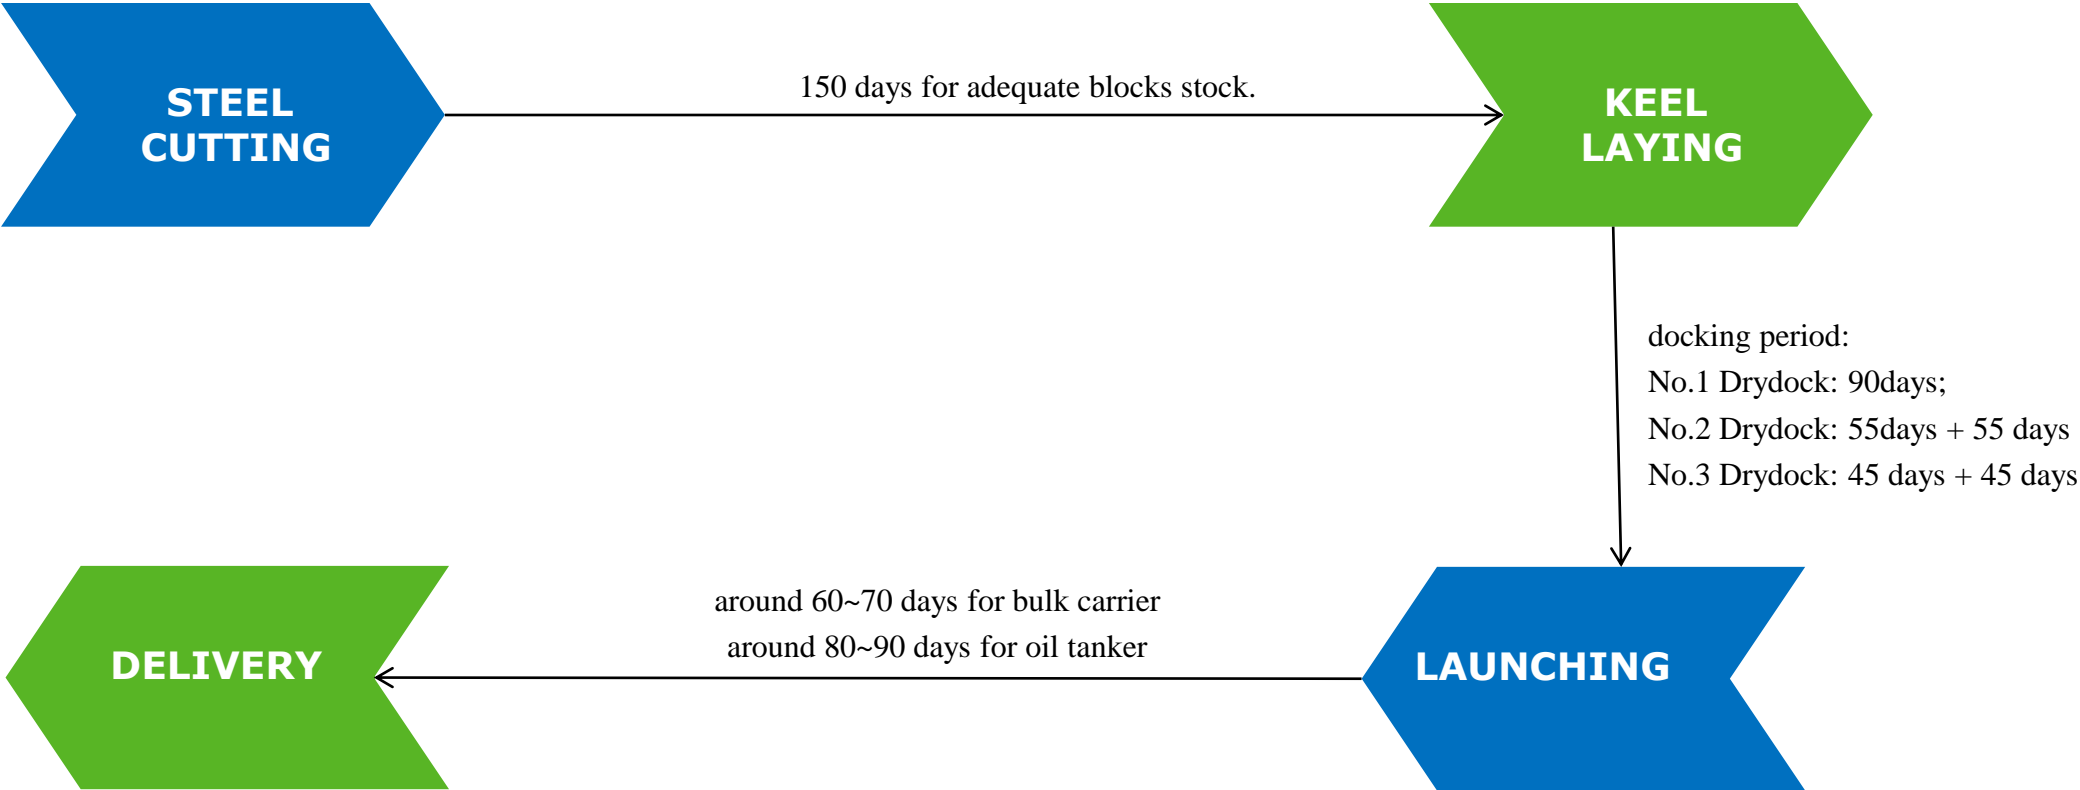 STEEL
CUTTING
150 days for adequate blocks stock.
KEEL
LAYING
docking period:
No.1 Drydock: 90days;
No.2 Drydock: 55days + 55 days
No.3 Drydock: 45 days + 45 days
LAUNCHING
around 60~70 days for bulk carrier
around 80~90 days for oil tanker
DELIVERY